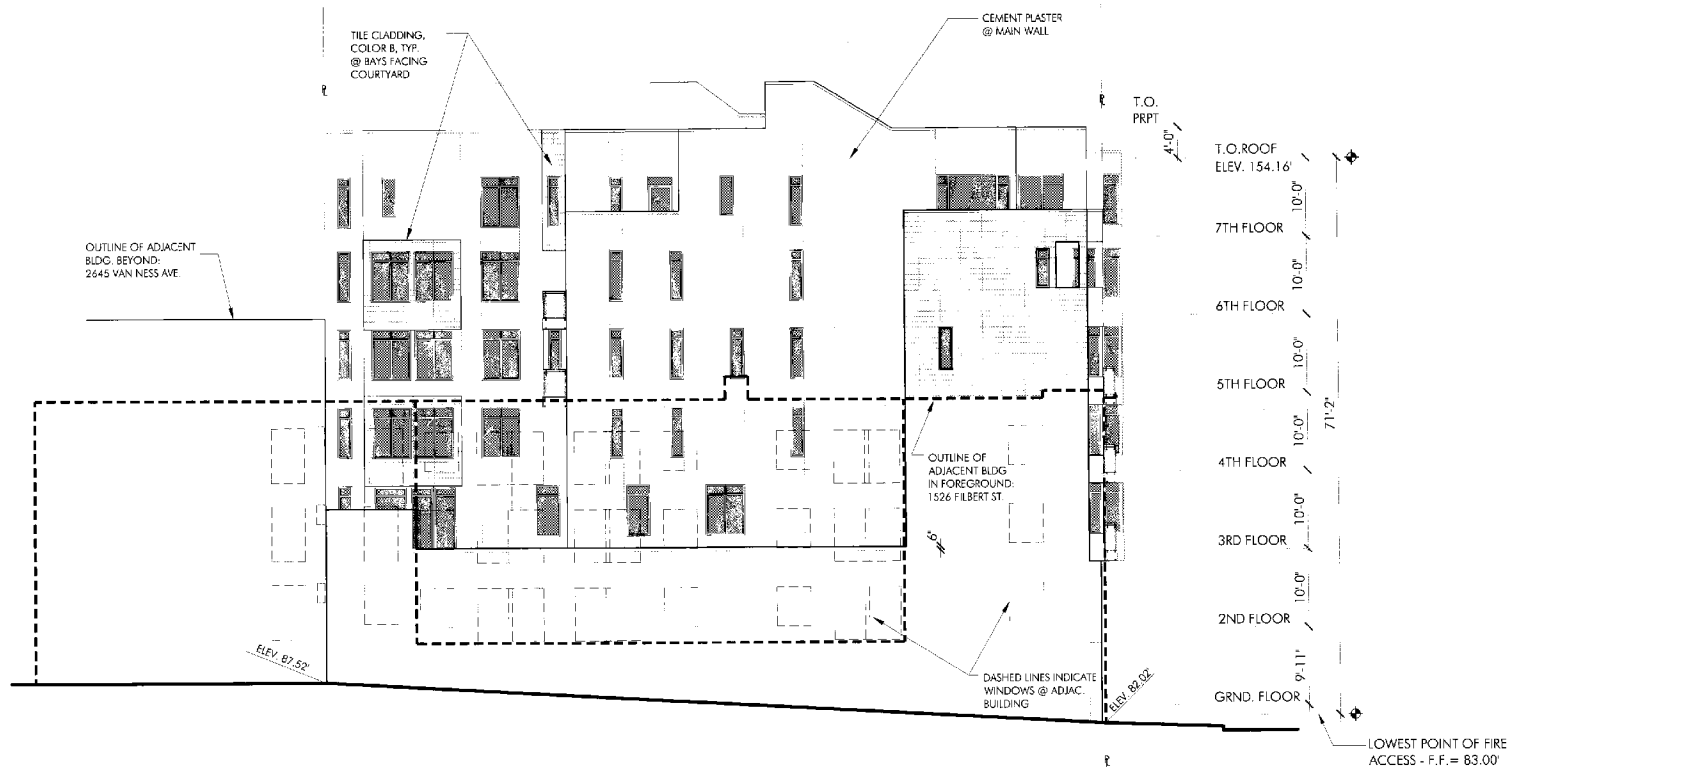 TILE CLADDING,
COLOR B, TYP.
@ BAYS FACING
COURTYARD
CEMENT PLASTER
@ MAIN WALL
T.O.
PRPT
4'-0"
T.O.ROOF
ELEV. 154.16'
10'-0"
7TH FLOOR
OUTLINE OF ADJACENT
BLDG. BEYOND:
2645 VAN NESS AVE.
10'-0"
6TH FLOOR
10'-0"
5TH FLOOR
71'-2"
10'-0"
4TH FLOOR
OUTLINE OF
ADJACENT BLDG
IN FOREGROUND:
1526 FILBERT ST.
10'-0"
6"
3RD FLOOR
10'-0"
2ND FLOOR
ELEV. 87.52'
9'-11"
DASHED LINES INDICATE
WINDOWS @ ADJAC.
BUILDING
ELEV. 82.02'
GRND. FLOOR
LOWEST POINT OF FIRE
ACCESS - F.F.= 83.00'